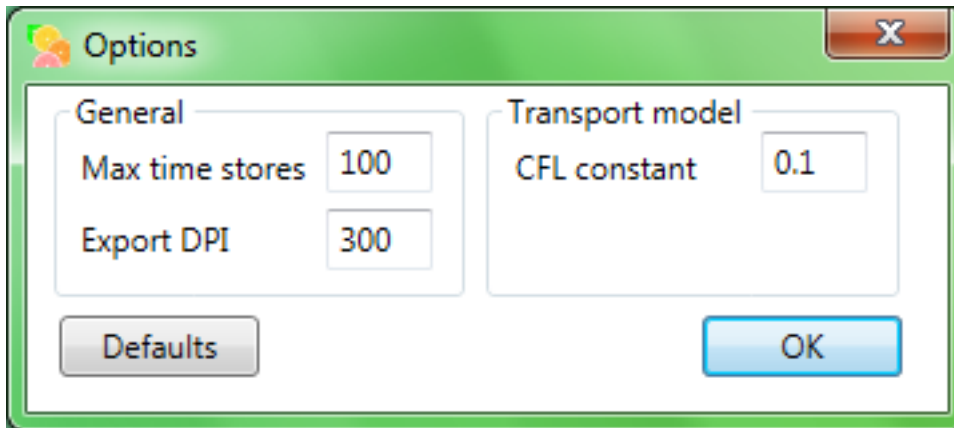 Options
General
Max time stores 100
Export DPI 300
Transport model
CFL constant 0.1
Defaults
OK